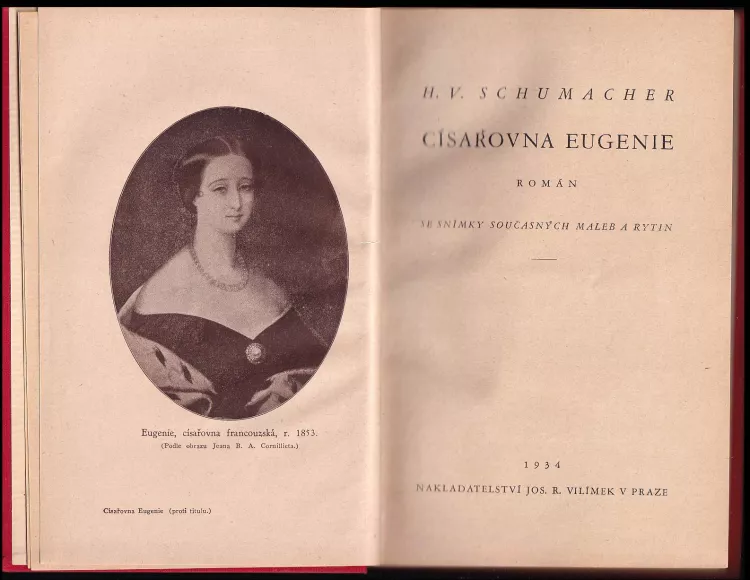 Eugenie, císařovna francouzská, r. 1853.
(Podle obrazu Jeana B. A. Cornillieta.)
Císařovna Eugenie (proti titulu.)
H. V. SCHUMACHER
CÍSAŘOVNA EUGENIE
ROMÁN
SE SNÍMKY SOUČASNÝCH MALEB A RYTIN
1934
NAKLADATELSTVÍ JOS. R. VILÍMEK V PRAZE